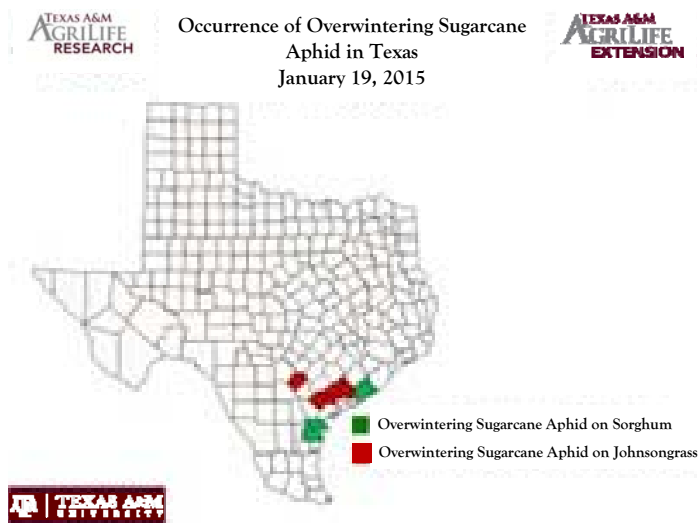 TEXAS A&M
AGRILIFE
RESEARCH
Occurrence of Overwintering Sugarcane
Aphid in Texas
January 19, 2015
TEXAS A&M
AGRILIFE
EXTENSION
Overwintering Sugarcane Aphid on Sorghum
Overwintering Sugarcane Aphid on Johnsongrass
TEXAS A&M
UNIVERSITY